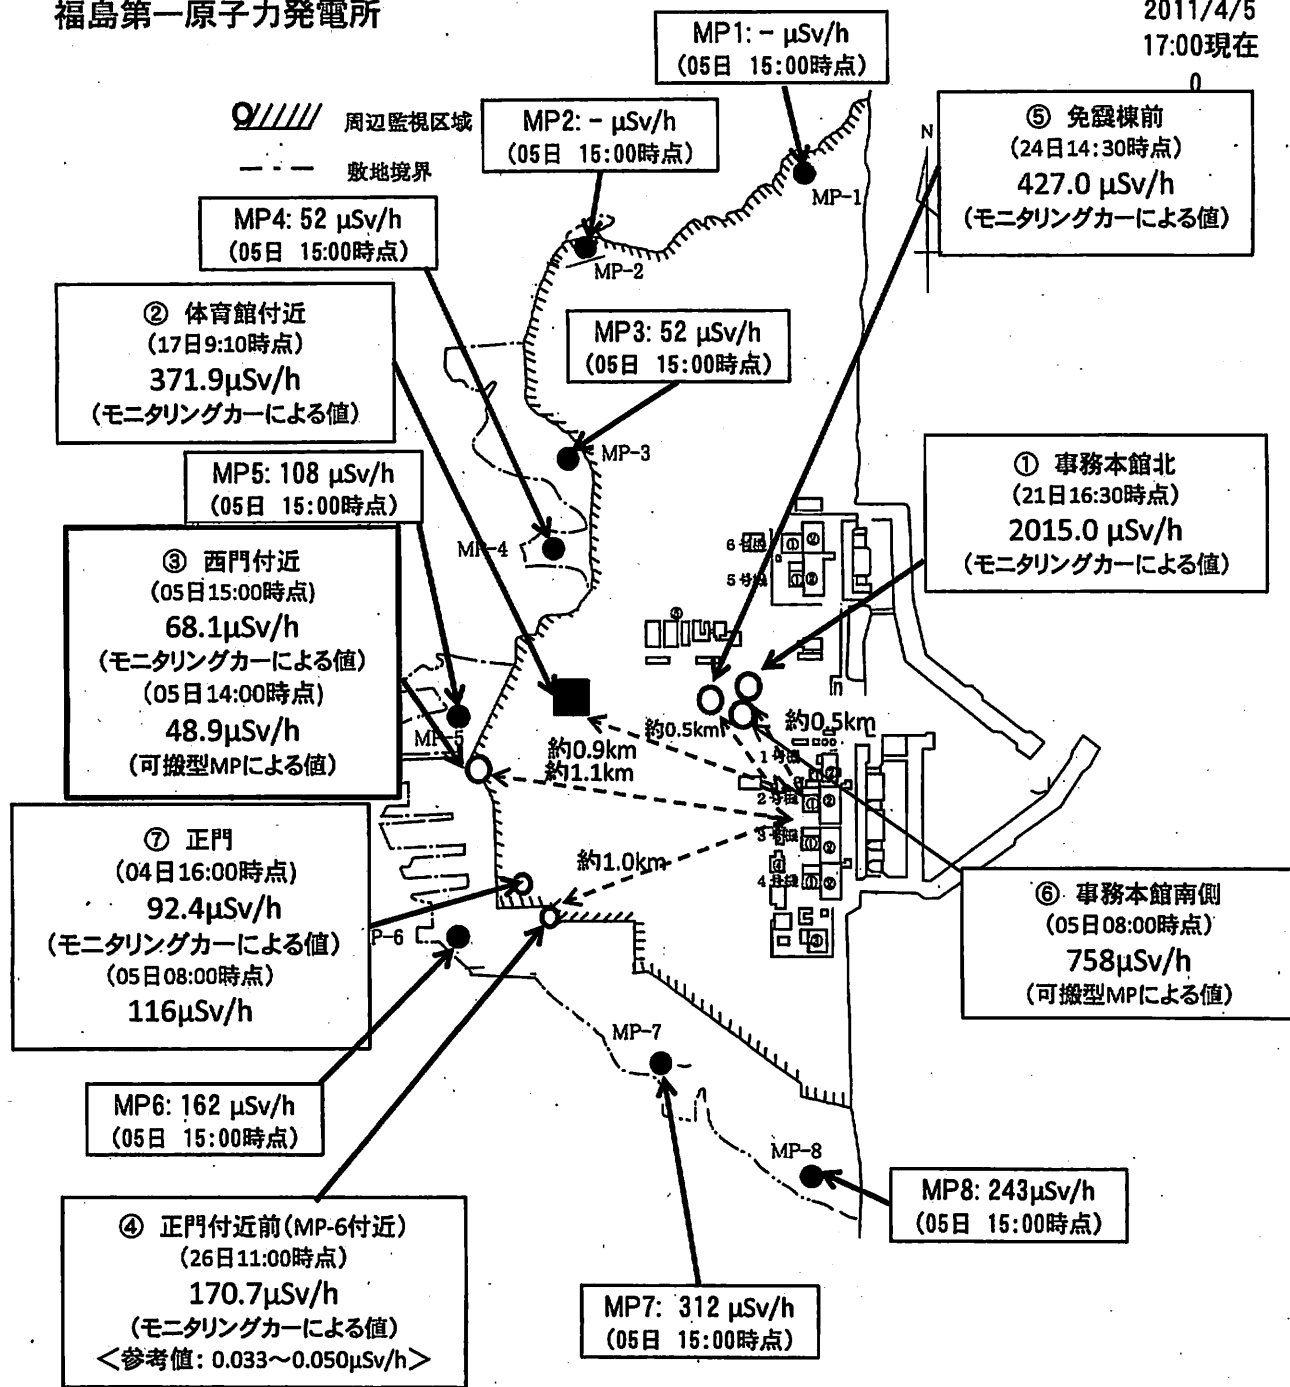 福島第一原子力発電所
2011/4/5
17:00現在
0
MP1: - μSv/h
(05日 15:00時点)
周辺監視区域
敷地境界
MP2: - μSv/h
(05日 15:00時点)
⑤ 免震棟前
(24日14:30時点)
427.0 μSv/h
(モニタリングカーによる値)
N
MP-1
MP4: 52 μSv/h
(05日 15:00時点)
MP-2
② 体育館付近
(17日9:10時点)
371.9μSv/h
(モニタリングカーによる値)
MP3: 52 μSv/h
(05日 15:00時点)
MP-3
MP5: 108 μSv/h
(05日 15:00時点)
① 事務本館北
(21日16:30時点)
2015.0 μSv/h
(モニタリングカーによる値)
MP-4
③ 西門付近
(05日15:00時点)
68.1μSv/h
(モニタリングカーによる値)
(05日14:00時点)
48.9μSv/h
(可搬型MPによる値)
MP-5
約0.5km
約0.5km
約0.9km
約1.1km
約1.0km
⑦ 正門
(04日16:00時点)
92.4μSv/h
(モニタリングカーによる値)
(05日08:00時点)
116μSv/h
P-6
⑥ 事務本館南側
(05日08:00時点)
758μSv/h
(可搬型MPによる値)
MP-7
MP6: 162 μSv/h
(05日 15:00時点)
MP-8
MP8: 243μSv/h
(05日 15:00時点)
④ 正門付近前(MP-6付近)
(26日11:00時点)
170.7μSv/h
(モニタリングカーによる値)
＜参考値: 0.033～0.050μSv/h＞
MP7: 312 μSv/h
(05日 15:00時点)